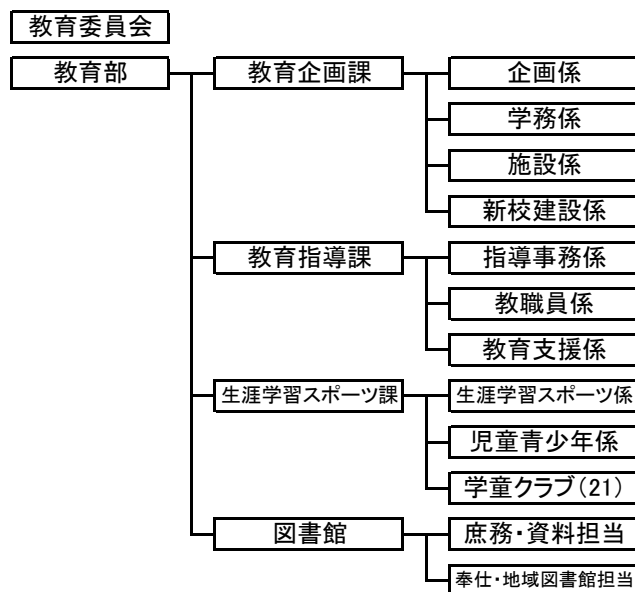 教育委員会
教育部
教育企画課
企画係
学務係
施設係
新校建設係
教育指導課
指導事務係
教職員係
教育支援係
生涯学習スポーツ課
生涯学習スポーツ係
児童青少年係
学童クラブ(21)
図書館
庶務・資料担当
奉仕・地域図書館担当